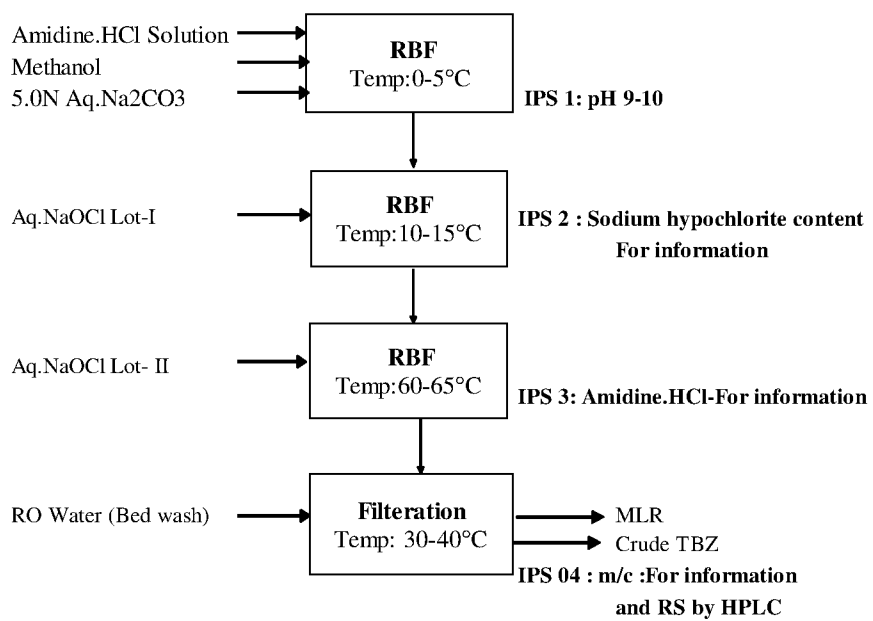 Amidine.HCl Solution
Methanol
5.0N Aq.Na2CO3
RBF
Temp:0-5°C
IPS 1: pH 9-10
Aq.NaOCl Lot-I
RBF
Temp:10-15°C
IPS 2 : Sodium hypochlorite content
For information
Aq.NaOCl Lot- II
RBF
Temp:60-65°C
IPS 3: Amidine.HCl-For information
RO Water (Bed wash)
Filteration
Temp: 30-40°C
MLR
Crude TBZ
IPS 04 : m/c :For information
and RS by HPLC